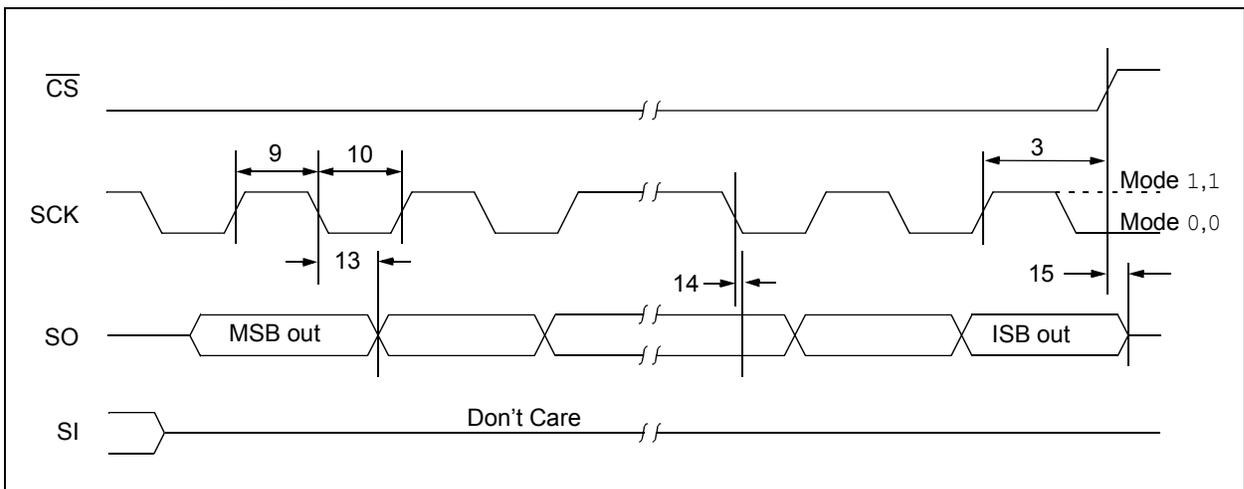 CS
9
10
3
SCK
Mode 1,1
Mode 0,0
13
14
15
SO
MSB out
ISB out
SI
Don't Care